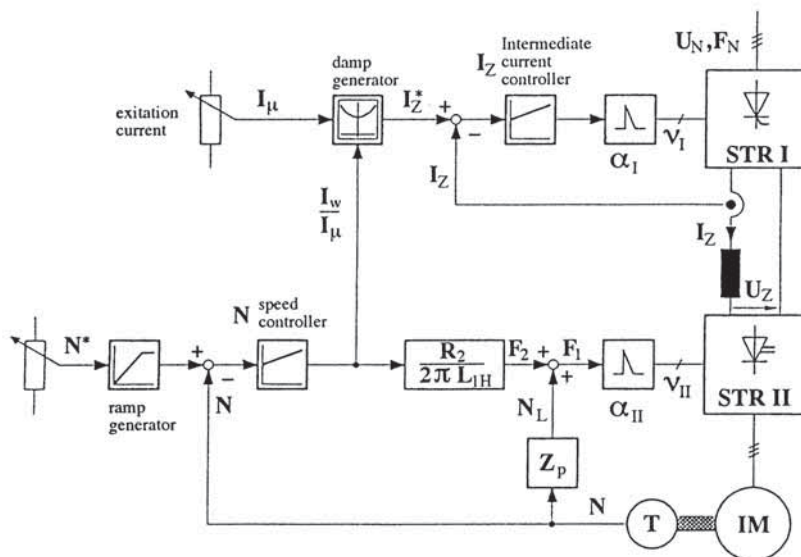 U_N, F_N
Intermediate
current
controller
I_Z
damp
generator
exitation
current
I_μ
I_Z^*
+
−
α_I
ν_I
STR I
I_Z
I_w
I_μ
I_Z
U_Z
N
speed
controller
N*
ramp
generator
+
−
N
R_2
2π L_1H
F_2
+
+
F_1
α_II
ν_II
STR II
N_L
Z_p
N
T
IM